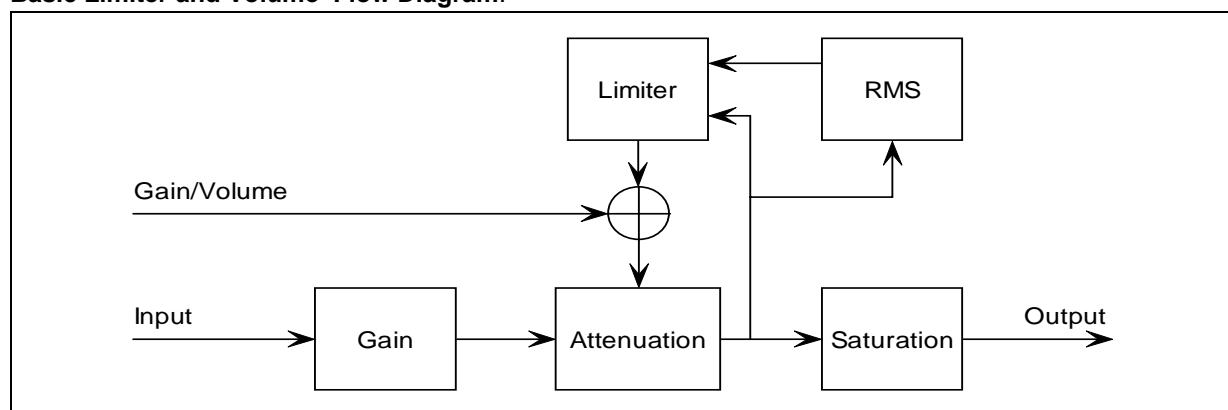 Basic Limiter and Volume Flow Diagram:
Limiter
RMS
Gain/Volume
Input
Gain
Attenuation
Saturation
Output